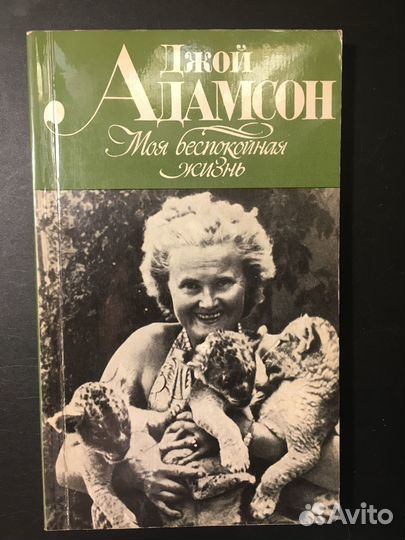 Джой
Адамсон
Моя беспокойная
жизнь
Avito